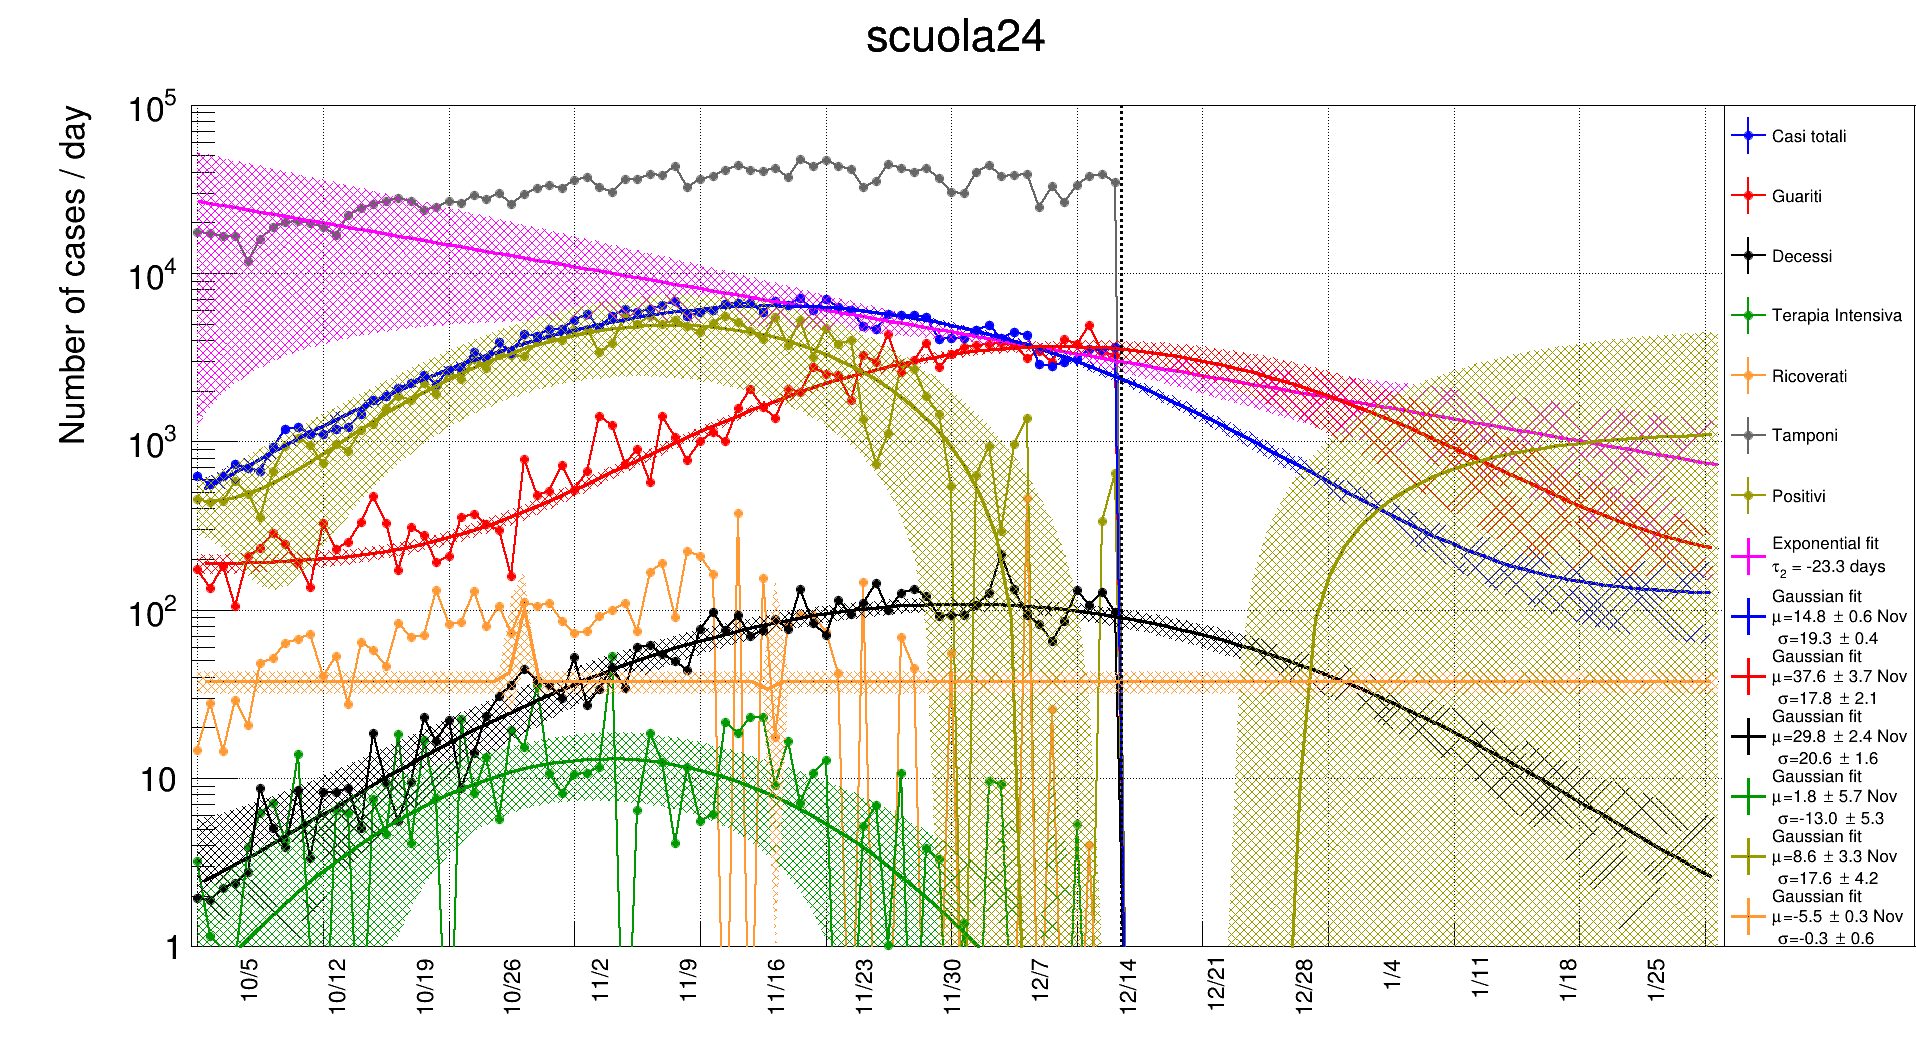 scuola24
Number of cases / day
10^5
10^4
10^3
10^2
10
1
10/5
10/12
10/19
10/26
11/2
11/9
11/16
11/23
11/30
12/7
12/14
12/21
12/28
1/4
1/11
1/18
1/25
Casi totali
Guariti
Decessi
Terapia Intensiva
Ricoverati
Tamponi
Positivi
Exponential fit
τ_2 = -23.3 days
Gaussian fit
μ=14.8 ± 0.6 Nov
σ=19.3 ± 0.4
Gaussian fit
μ=37.6 ± 3.7 Nov
σ=17.8 ± 2.1
Gaussian fit
μ=29.8 ± 2.4 Nov
σ=20.6 ± 1.6
Gaussian fit
μ=1.8 ± 5.7 Nov
σ=-13.0 ± 5.3
Gaussian fit
μ=8.6 ± 3.3 Nov
σ=17.6 ± 4.2
Gaussian fit
μ=-5.5 ± 0.3 Nov
σ=-0.3 ± 0.6